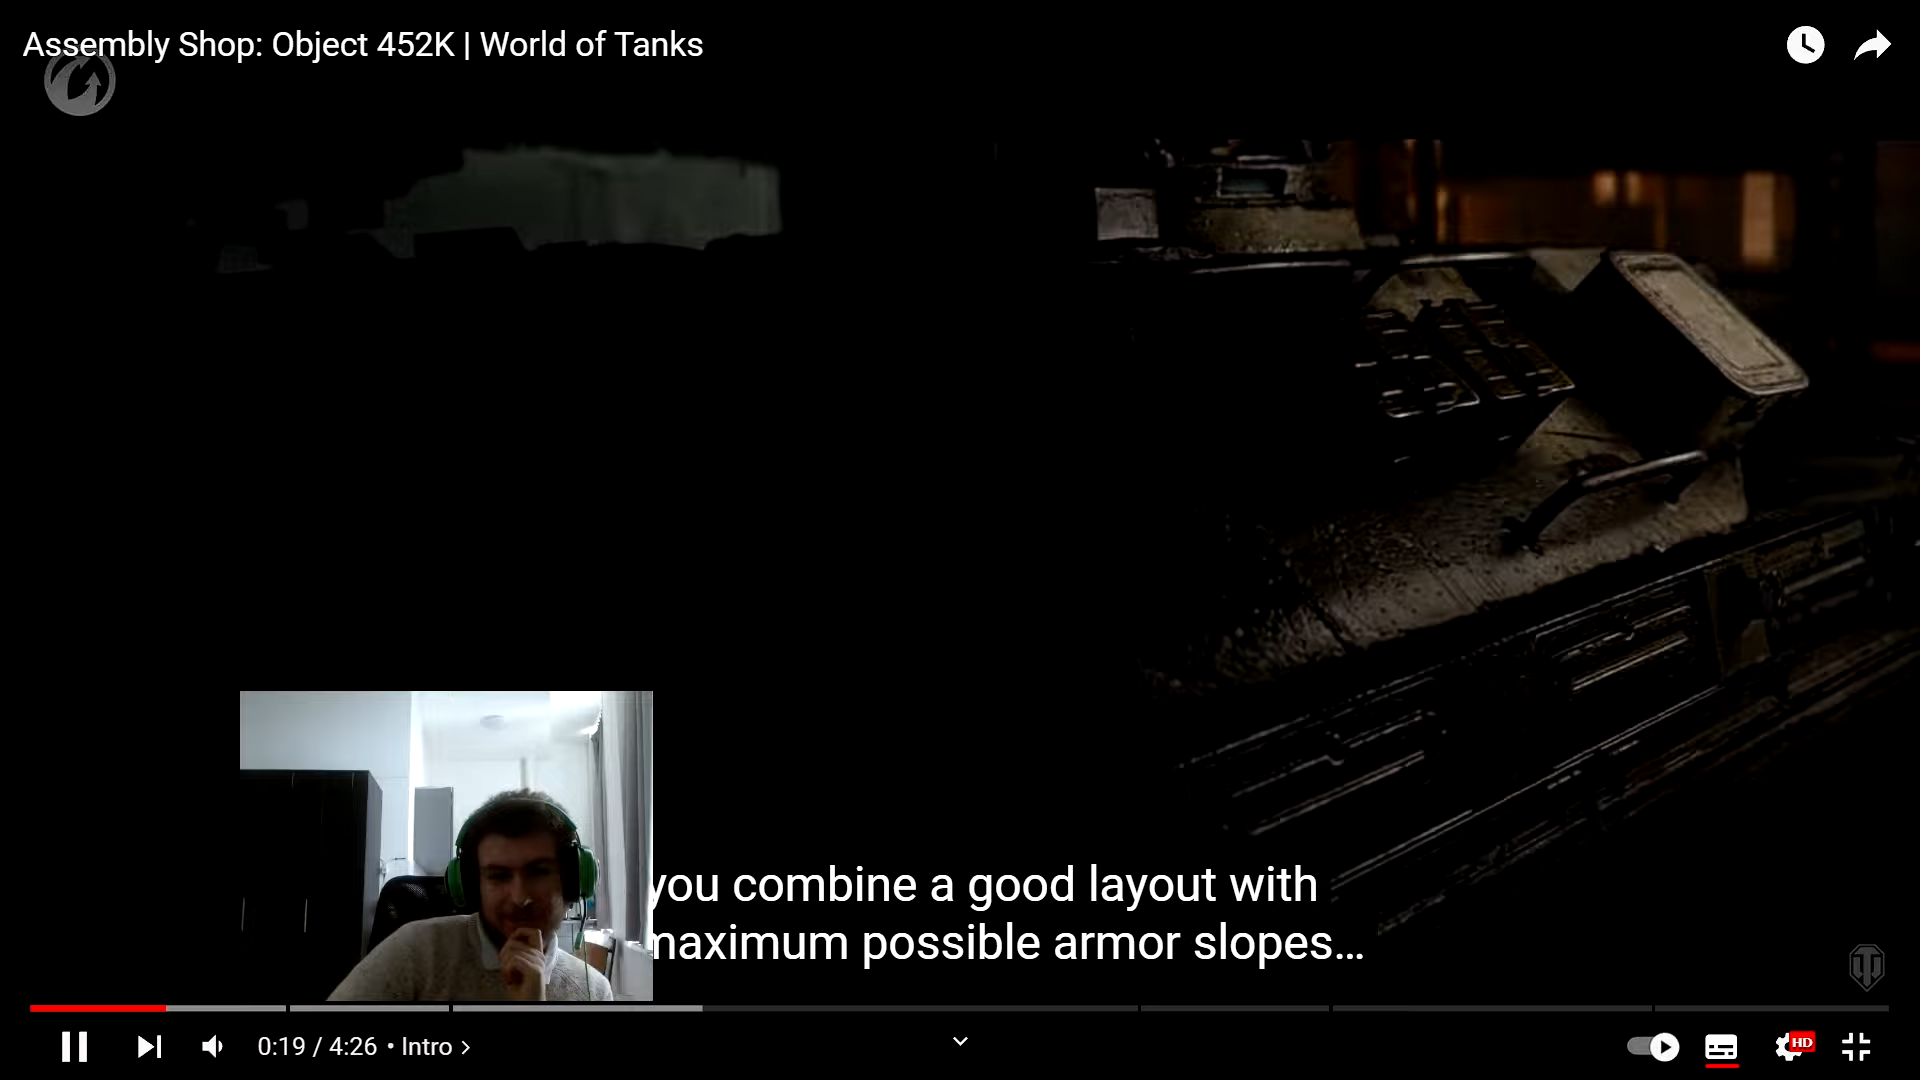 Assembly Shop: Object 452K | World of Tanks
you combine a good layout with
maximum possible armor slopes...
0:19 / 4:26 • Intro
HD